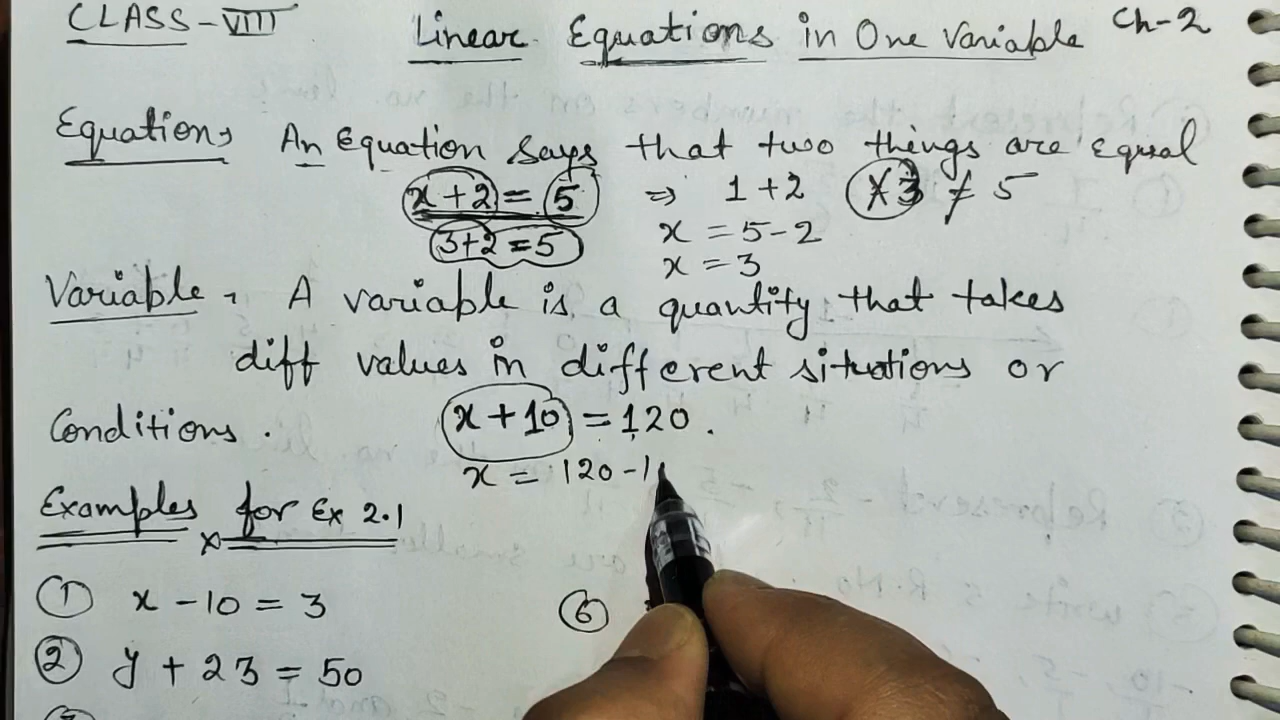 CLASS - VIII Linear Equations in One Variable Ch-2
Equation, An Equation says that two things are equal
x + 2 = 5 ⇒ 1 + 2 3 ≠ 5
3+2=5 x = 5-2
x = 3
Variable, A variable is a quantity that takes
diff values in different situations or
Conditions. x + 10 = 120.
x = 120 - 1
Examples for Ex 2.1
① x - 10 = 3 ⑥
② y + 23 = 50